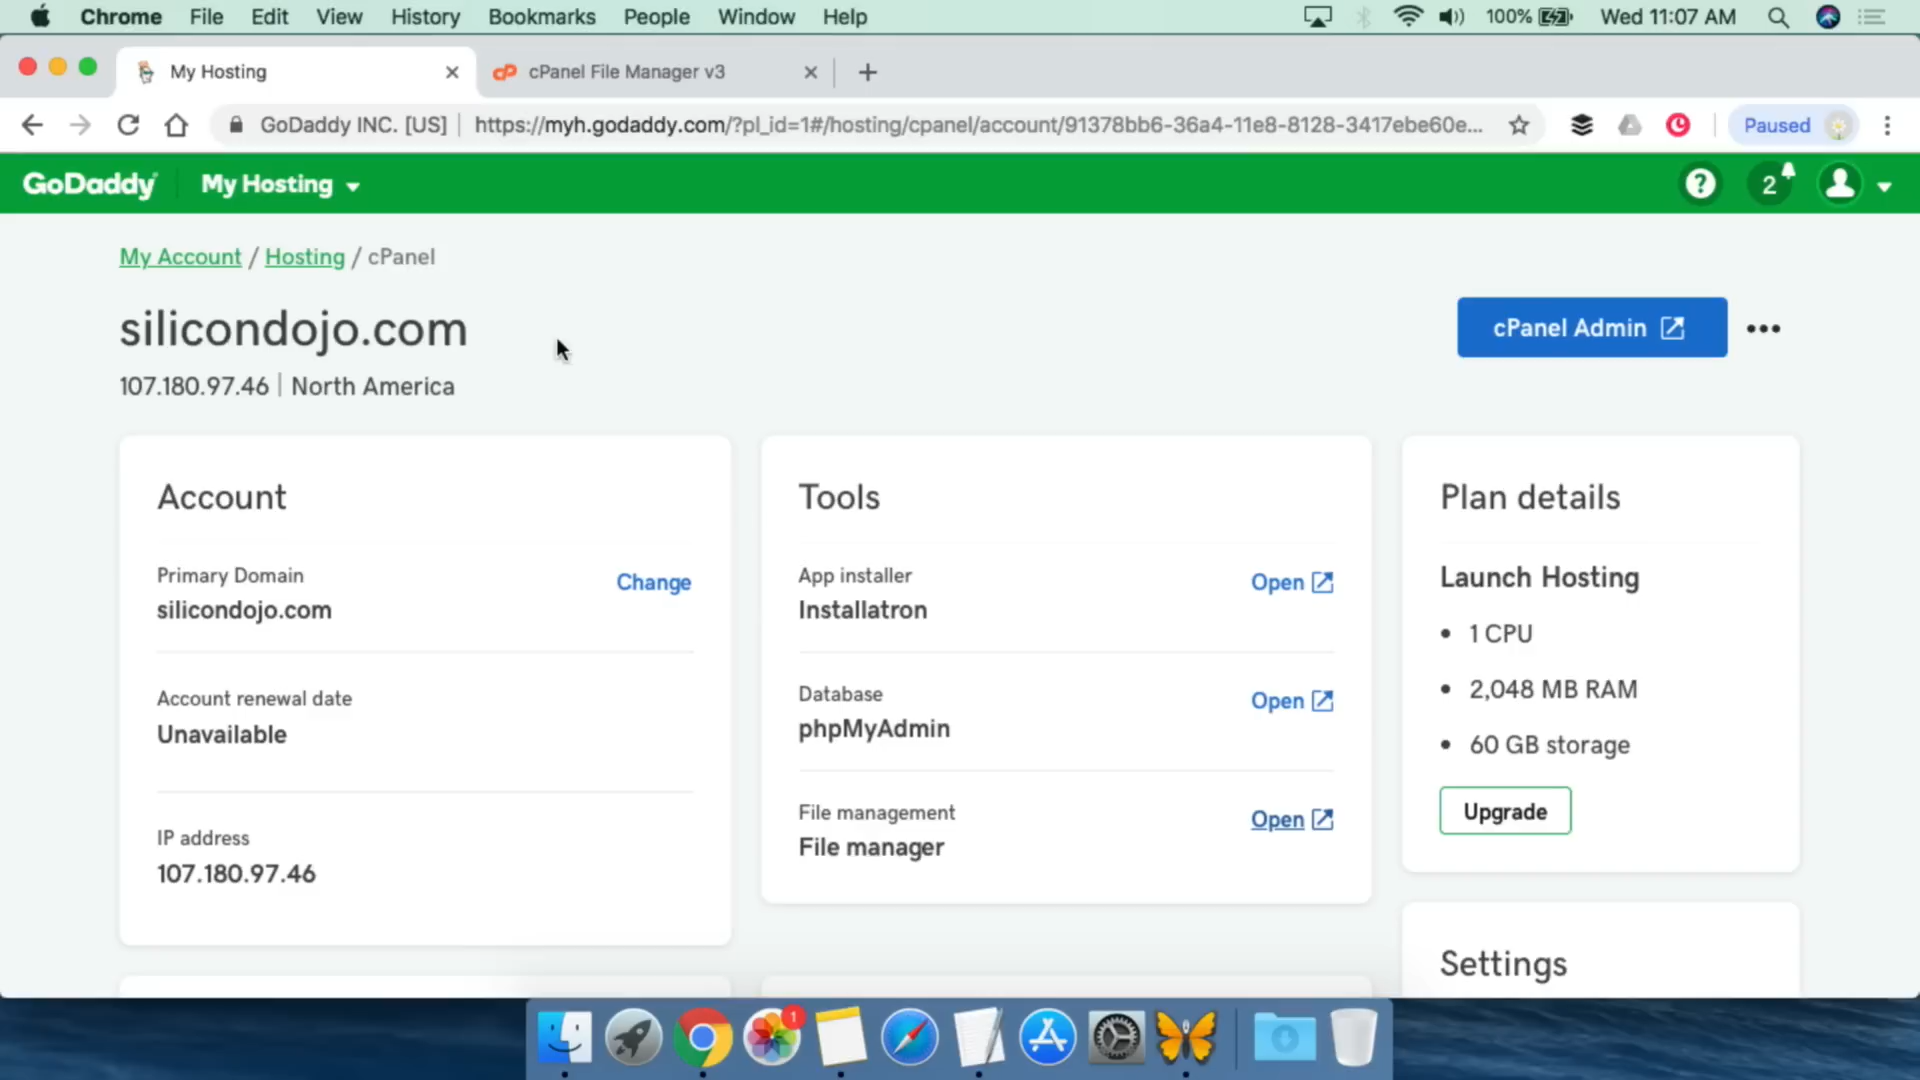 Chrome File Edit View History Bookmarks People Window Help 100% Wed 11:07 AM
My Hosting cPanel File Manager v3
GoDaddy INC. [US] https://myh.godaddy.com/?pl_id=1#/hosting/cpanel/account/91378bb6-36a4-11e8-8128-3417ebe60e... Paused
GoDaddy My Hosting ? 2
My Account / Hosting / cPanel
silicondojo.com
cPanel Admin
107.180.97.46 | North America
Account
Primary Domain
silicondojo.com
Change
Account renewal date
Unavailable
IP address
107.180.97.46
Tools
App installer
Installatron
Open
Database
phpMyAdmin
Open
File management
File manager
Open
Plan details
Launch Hosting
• 1 CPU
• 2,048 MB RAM
• 60 GB storage
Upgrade
Settings
1